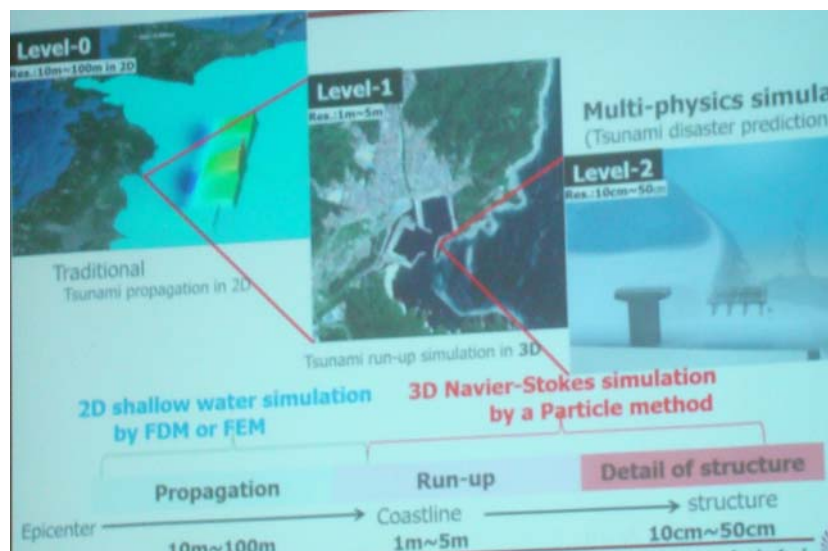 Level-0
Res.:10m~100m in 2D
Level-1
Res.:1m~5m
Multi-physics simula
(Tsunami disaster prediction
Level-2
Res.:10cm~50cm
Traditional
Tsunami propagation in 2D
Tsunami run-up simulation in 3D
2D shallow water simulation
by FDM or FEM
3D Navier-Stokes simulation
by a Particle method
Propagation
Run-up
Detail of structure
Epicenter
Coastline
structure
10m~100m
1m~5m
10cm~50cm